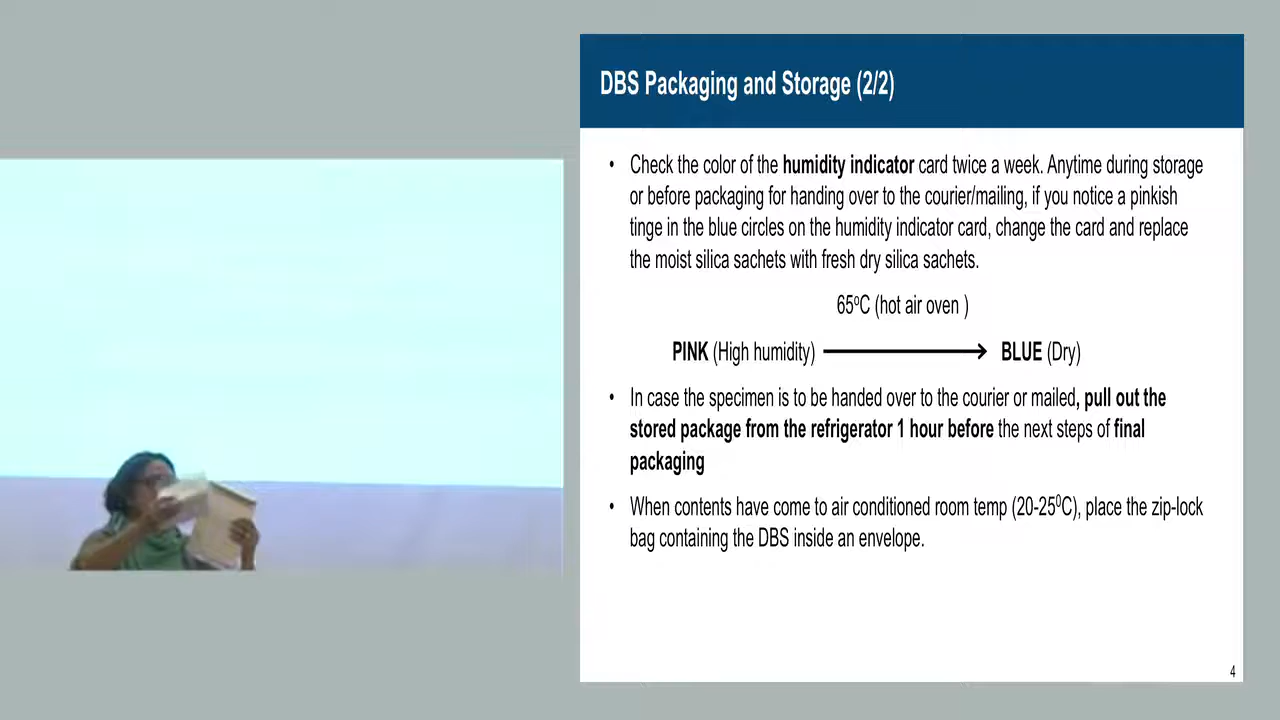 DBS Packaging and Storage (2/2)
• Check the color of the humidity indicator card twice a week. Anytime during storage
or before packaging for handing over to the courier/mailing, if you notice a pinkish
tinge in the blue circles on the humidity indicator card, change the card and replace
the moist silica sachets with fresh dry silica sachets.
65⁰C (hot air oven )
PINK (High humidity) → BLUE (Dry)
• In case the specimen is to be handed over to the courier or mailed, pull out the
stored package from the refrigerator 1 hour before the next steps of final
packaging
• When contents have come to air conditioned room temp (20-25⁰C), place the zip-lock
bag containing the DBS inside an envelope.
4